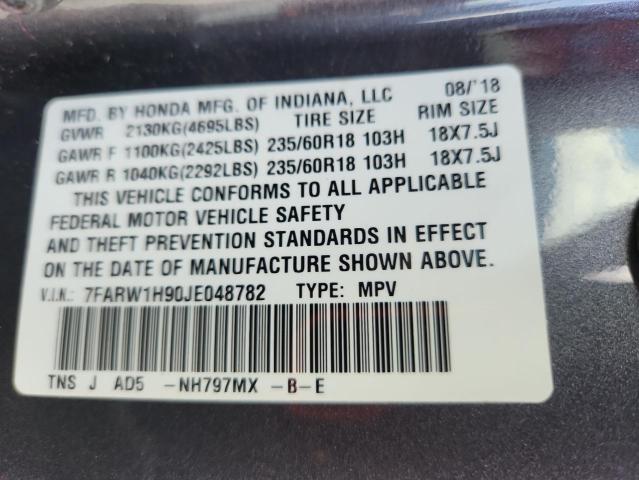 MFD. BY HONDA MFG. OF INDIANA, LLC 08/'18
GVWR 2130KG(4695LBS) TIRE SIZE RIM SIZE
GAWR F 1100KG(2425LBS) 235/60R18 103H 18X7.5J
GAWR R 1040KG(2292LBS) 235/60R18 103H 18X7.5J
THIS VEHICLE CONFORMS TO ALL APPLICABLE
FEDERAL MOTOR VEHICLE SAFETY
AND THEFT PREVENTION STANDARDS IN EFFECT
ON THE DATE OF MANUFACTURE SHOWN ABOVE.
V.I.N.: 7FARW1H90JE048782 TYPE: MPV
TNS J AD5 -NH797MX -B-E